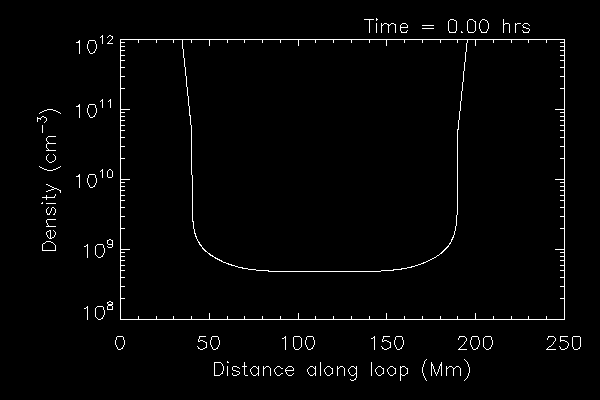 Time = 0.00 hrs
10¹²
10¹¹
10¹⁰
10⁹
10⁸
Density (cm⁻³)
0 50 100 150 200 250
Distance along loop (Mm)